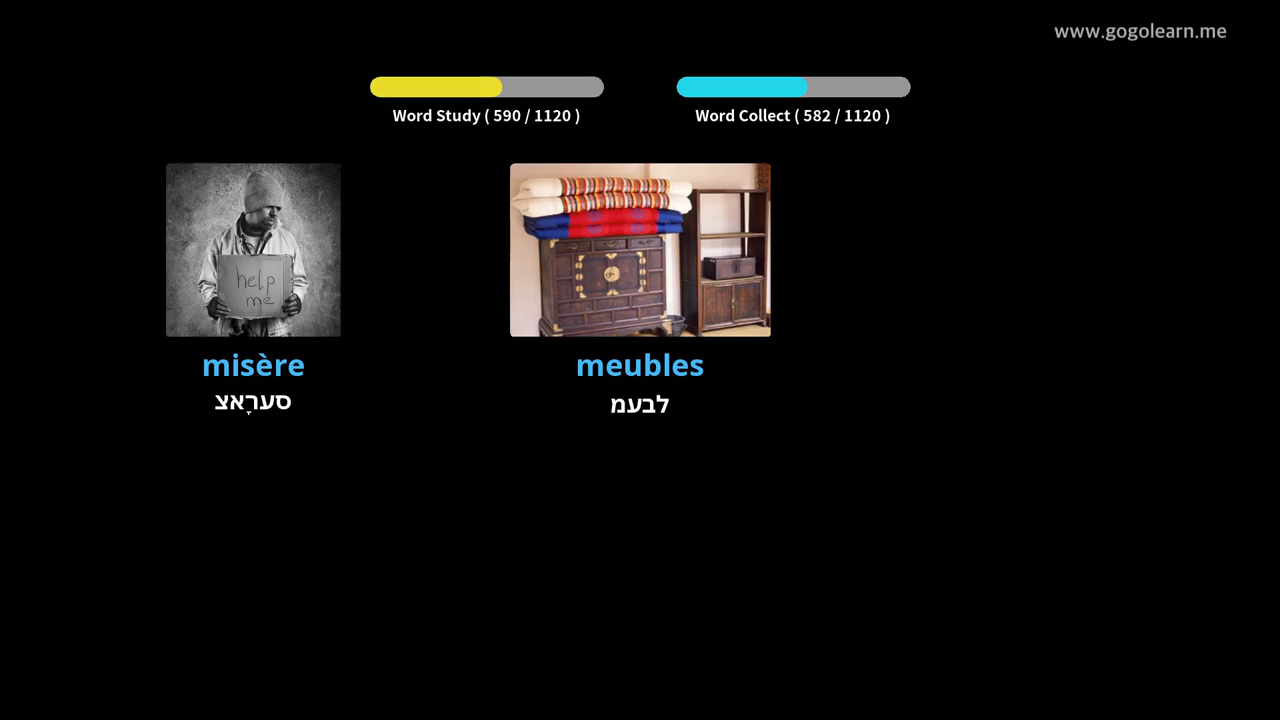 www.gogolearn.me
Word Study ( 590 / 1120 )
Word Collect ( 582 / 1120 )
help
me
misère
סערָאצ
meubles
לבעמ